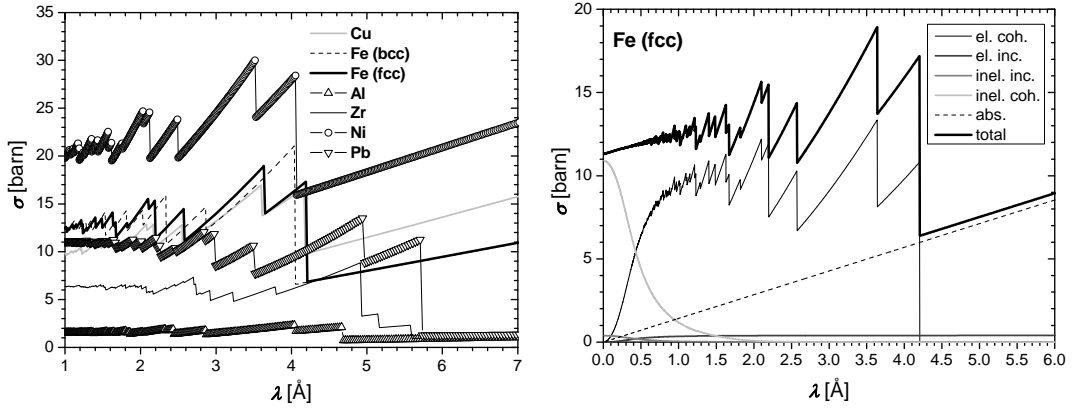 35
30
25
20
15
10
5
0
σ [barn]
1 2 3 4 5 6 7
λ [Å]
Cu
Fe (bcc)
Fe (fcc)
Al
Zr
Ni
Pb
Fe (fcc)
20
15
10
5
0
σ [barn]
0.0 0.5 1.0 1.5 2.0 2.5 3.0 3.5 4.0 4.5 5.0 5.5 6.0
λ [Å]
el. coh.
el. inc.
inel. inc.
inel. coh.
abs.
total